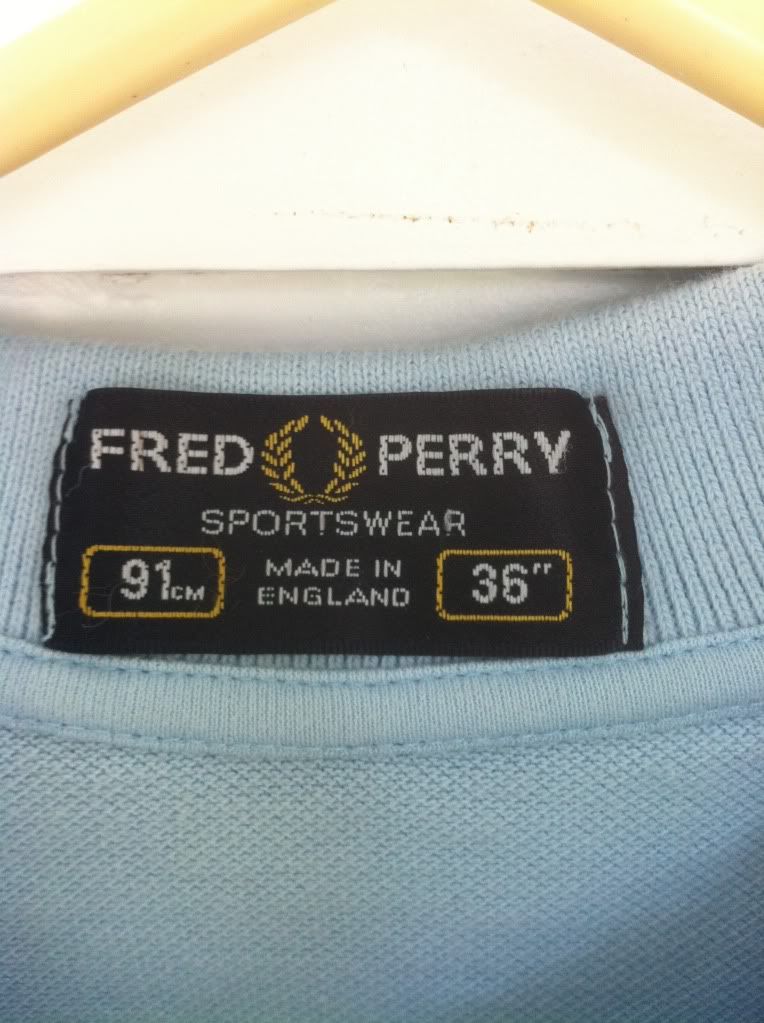 FRED PERRY
SPORTSWEAR
91CM MADE IN ENGLAND 36"